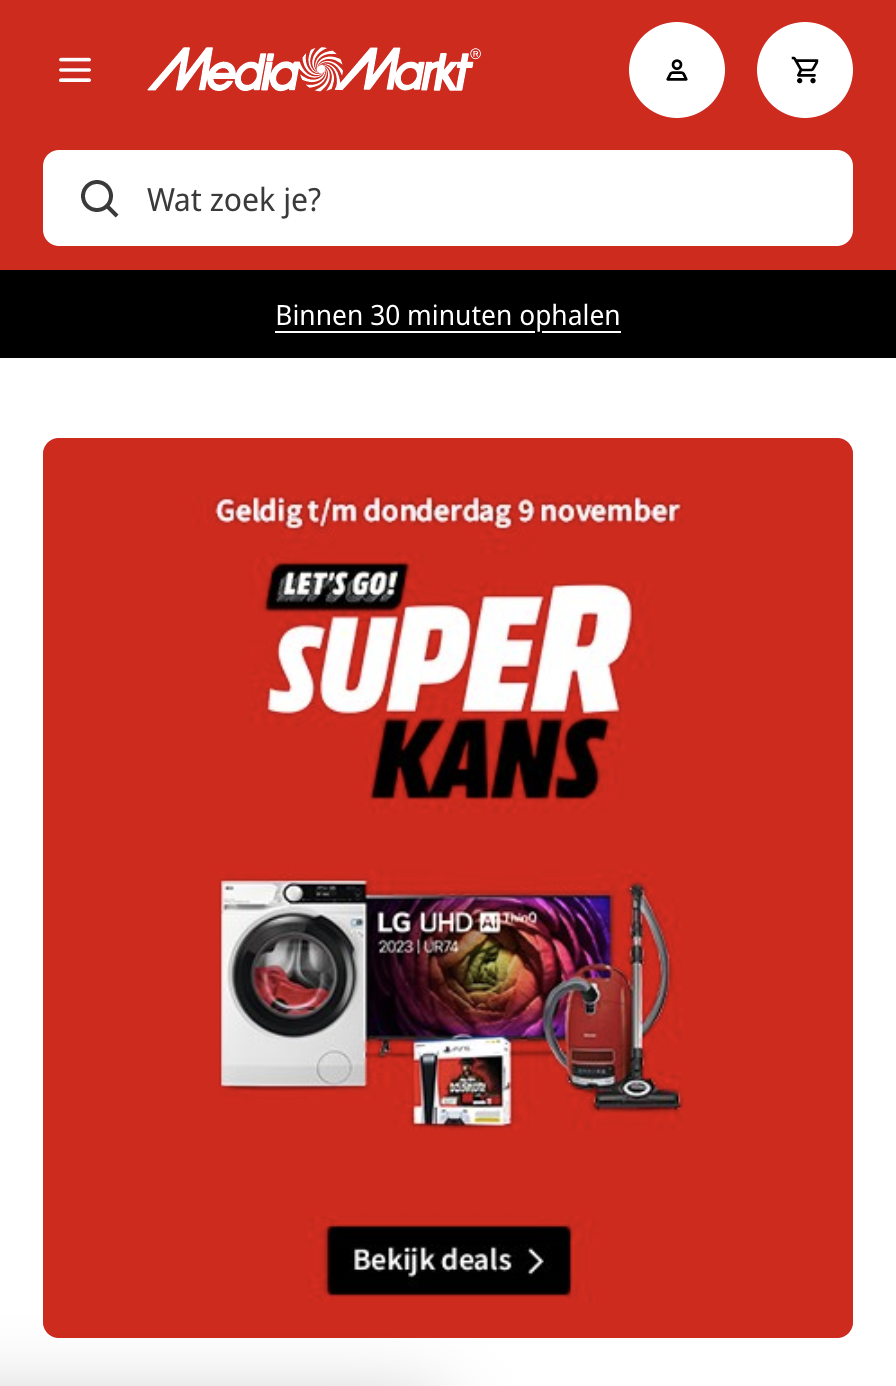 MediaMarkt®
Wat zoek je?
Binnen 30 minuten ophalen
Geldig t/m donderdag 9 november
LET'S GO!
SUPER
KANS
LG UHD AI ThinQ
2023 | UR74
PS5
Bekijk deals